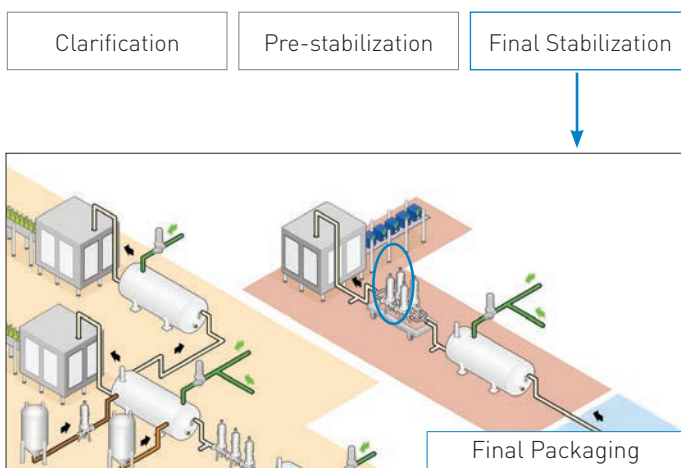 Clarification
Pre-stabilization
Final Stabilization
Final Packaging